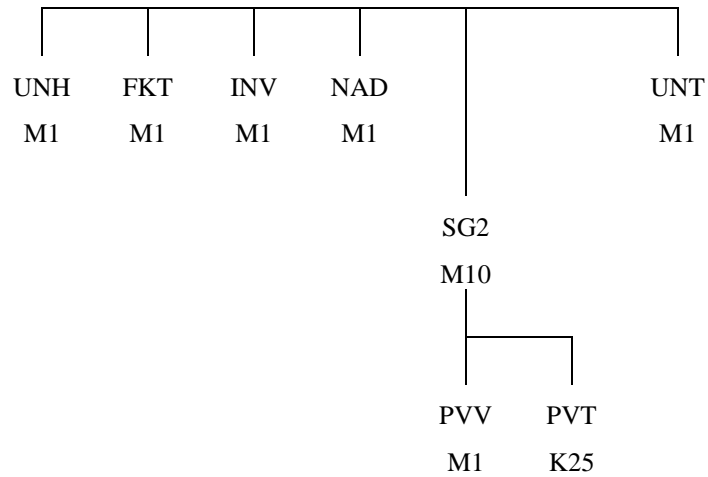 UNH FKT INV NAD UNT
M1 M1 M1 M1 M1
SG2
M10
PVV PVT
M1 K25